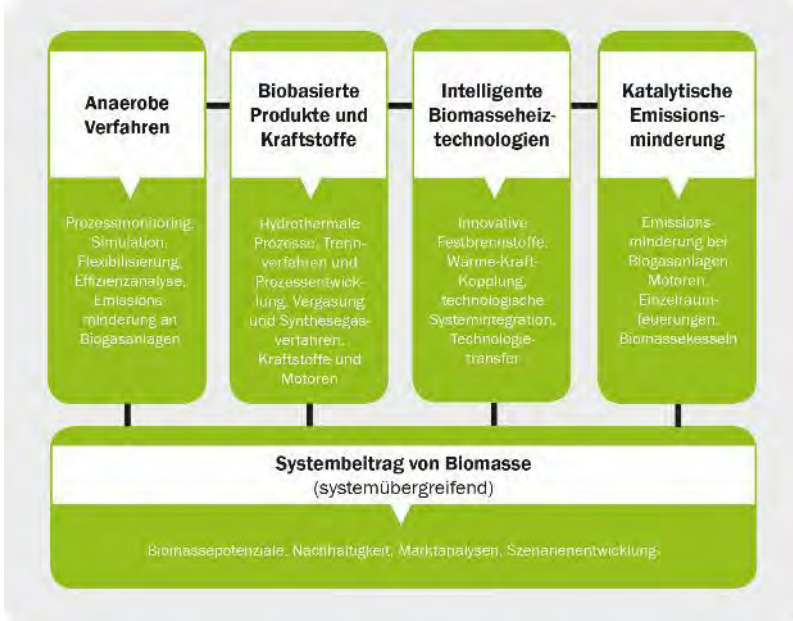 Anaerobe
Verfahren
Prozessmonitoring,
Simulation,
Flexibilisierung,
Effizienzanalyse,
Emissions-
minderung an
Biogasanlagen
Biobasierte
Produkte und
Kraftstoffe
Hydrothermale
Prozesse, Trenn-
verfahren und
Prozessentwick-
lung, Vergasung
und Synthesegas-
verfahren,
Kraftstoffe und
Motoren
Intelligente
Biomasseheiz-
technologien
Innovative
Festbrennstoffe,
Wärme-Kraft-
Kopplung,
technologische
Systemintegration,
Technologie-
transfer
Katalytische
Emissions-
minderung
Emissions-
minderung bei
Biogasanlagen
Motoren,
Einzelraum-
feuerungen,
Biomassekesseln
Systembeitrag von Biomasse
(systemübergreifend)
Biomassepotenziale, Nachhaltigkeit, Marktanalysen, Szenarienentwicklung